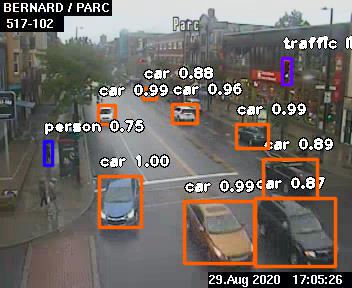 BERNARD / PARC
517-102
Parc
traffic l
car 0.88
car 0.99
car 0.96
car 0.99
person 0.75
car 0.89
car 1.00
car 0.99
car 0.87
29.Aug 2020 17:05:26